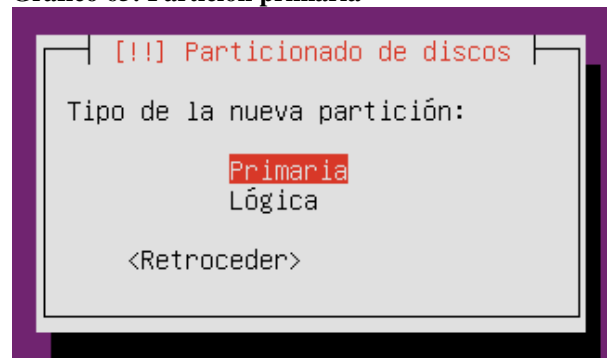 [!!] Particionado de discos
Tipo de la nueva partición:
Primaria
Lógica
<Retroceder>